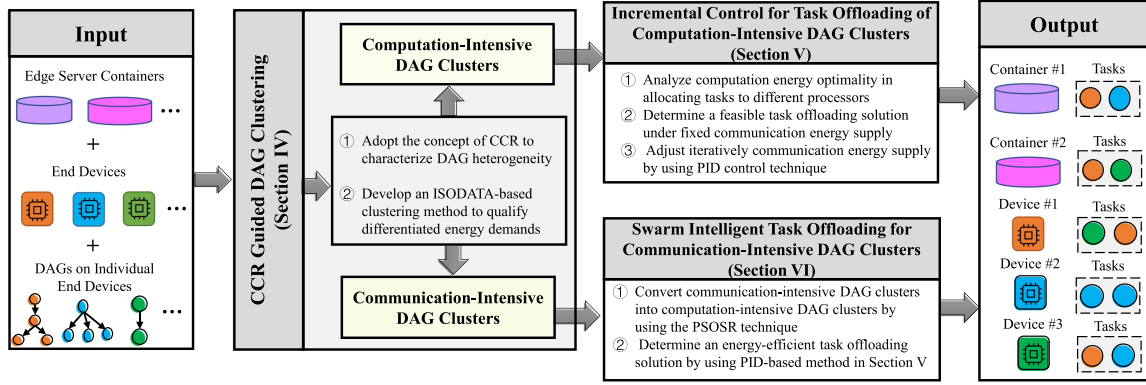 Input
Edge Server Containers
...
+
End Devices
...
+
DAGs on Individual
End Devices
...
CCR Guided DAG Clustering
(Section IV)
Computation-Intensive
DAG Clusters
① Adopt the concept of CCR to
characterize DAG heterogeneity
② Develop an ISODATA-based
clustering method to qualify
differentiated energy demands
Communication-Intensive
DAG Clusters
Incremental Control for Task Offloading of
Computation-Intensive DAG Clusters
(Section V)
① Analyze computation energy optimality in
allocating tasks to different processors
② Determine a feasible task offloading solution
under fixed communication energy supply
③ Adjust iteratively communication energy supply
by using PID control technique
Swarm Intelligent Task Offloading for
Communication-Intensive DAG Clusters
(Section VI)
① Convert communication-intensive DAG clusters
into computation-intensive DAG clusters by
using the PSOSR technique
② Determine an energy-efficient task offloading
solution by using PID-based method in Section V
Output
Container #1 Tasks
Container #2 Tasks
Device #1 Tasks
Device #2 Tasks
Device #3 Tasks